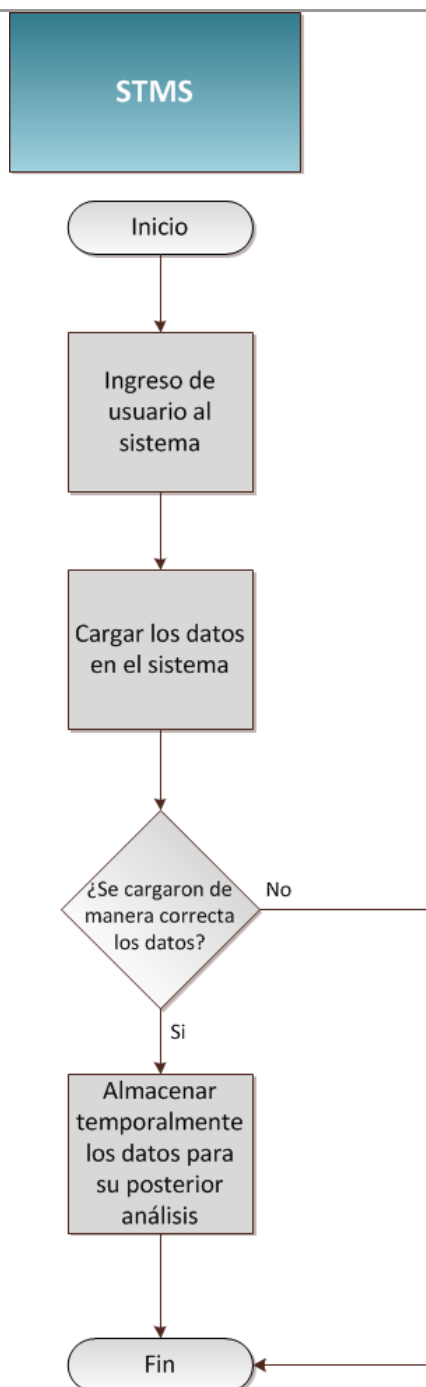 STMS
Inicio
Ingreso de
usuario al
sistema
Cargar los datos
en el sistema
¿Se cargaron de
manera correcta
los datos?
No
Si
Almacenar
temporalmente
los datos para
su posterior
análisis
Fin